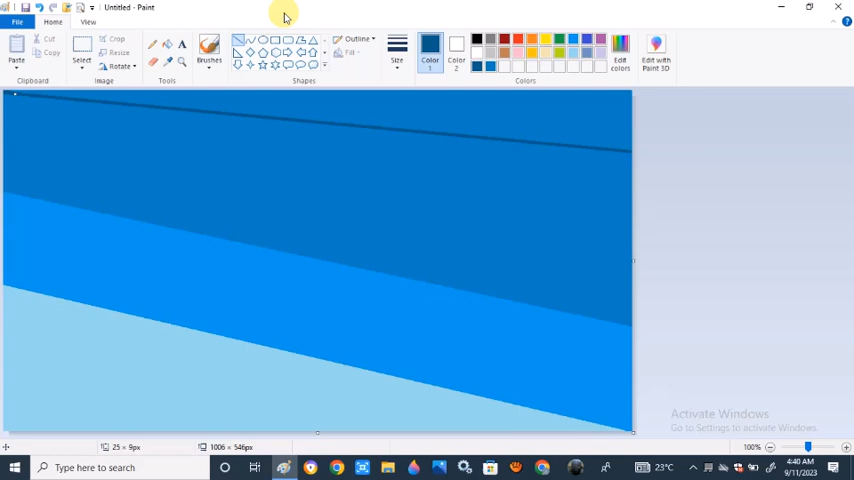 Untitled - Paint
File Home View
Paste
Cut
Copy
Clipboard
Select
Crop
Resize
Rotate
Image
A
Tools
Brushes
Outline
Fill
Shapes
Size
Color 1
Color 2
Edit colors
Colors
Edit with Paint 3D
Activate Windows
Go to Settings to activate Windows.
25 × 9px
1006 × 546px
100%
Type here to search
23°C
4:40 AM
9/11/2023